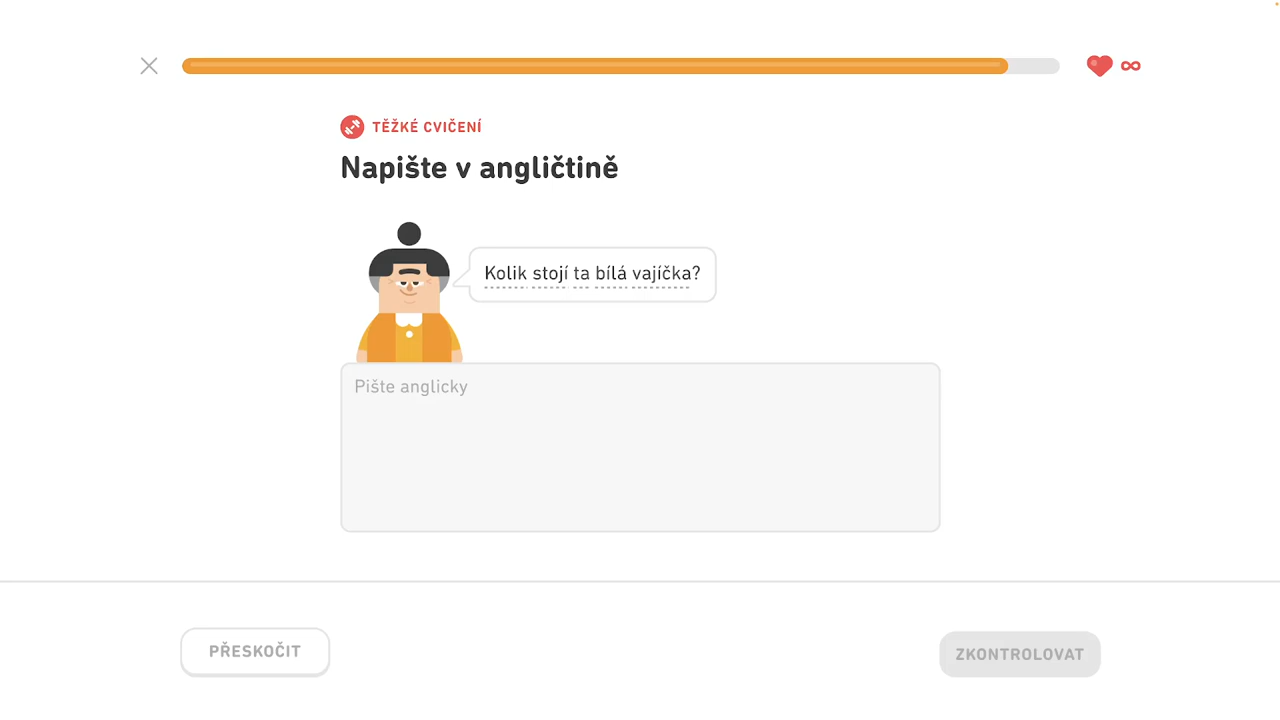 TĚŽKÉ CVIČENÍ
Napište v angličtině
Kolik stojí ta bílá vajíčka?
Pište anglicky
PŘESKOČIT
ZKONTROLOVAT